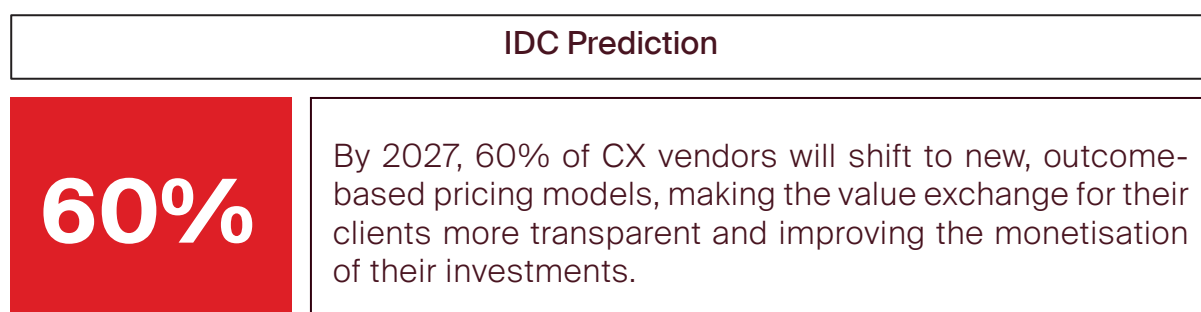 IDC Prediction
60%
By 2027, 60% of CX vendors will shift to new, outcome-
based pricing models, making the value exchange for their
clients more transparent and improving the monetisation
of their investments.